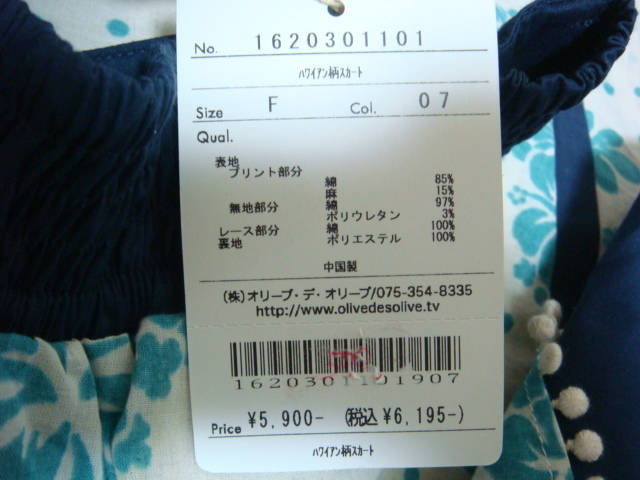 No. 1620301101
ﾊﾜｲｱﾝ柄ｽｶｰﾄ
Size F Col. 07
Qual.
表地
プリント部分
綿 85%
麻 15%
無地部分 綿 97%
ポリウレタン 3%
レース部分 綿 100%
裏地 ポリエステル 100%
中国製
(株)オリーブ・デ・オリーブ/075-354-8335
http://www.olivedesolive.tv
1620301101907
Price ¥5,900- (税込¥6,195-)
ﾊﾜｲｱﾝ柄ｽｶｰﾄ